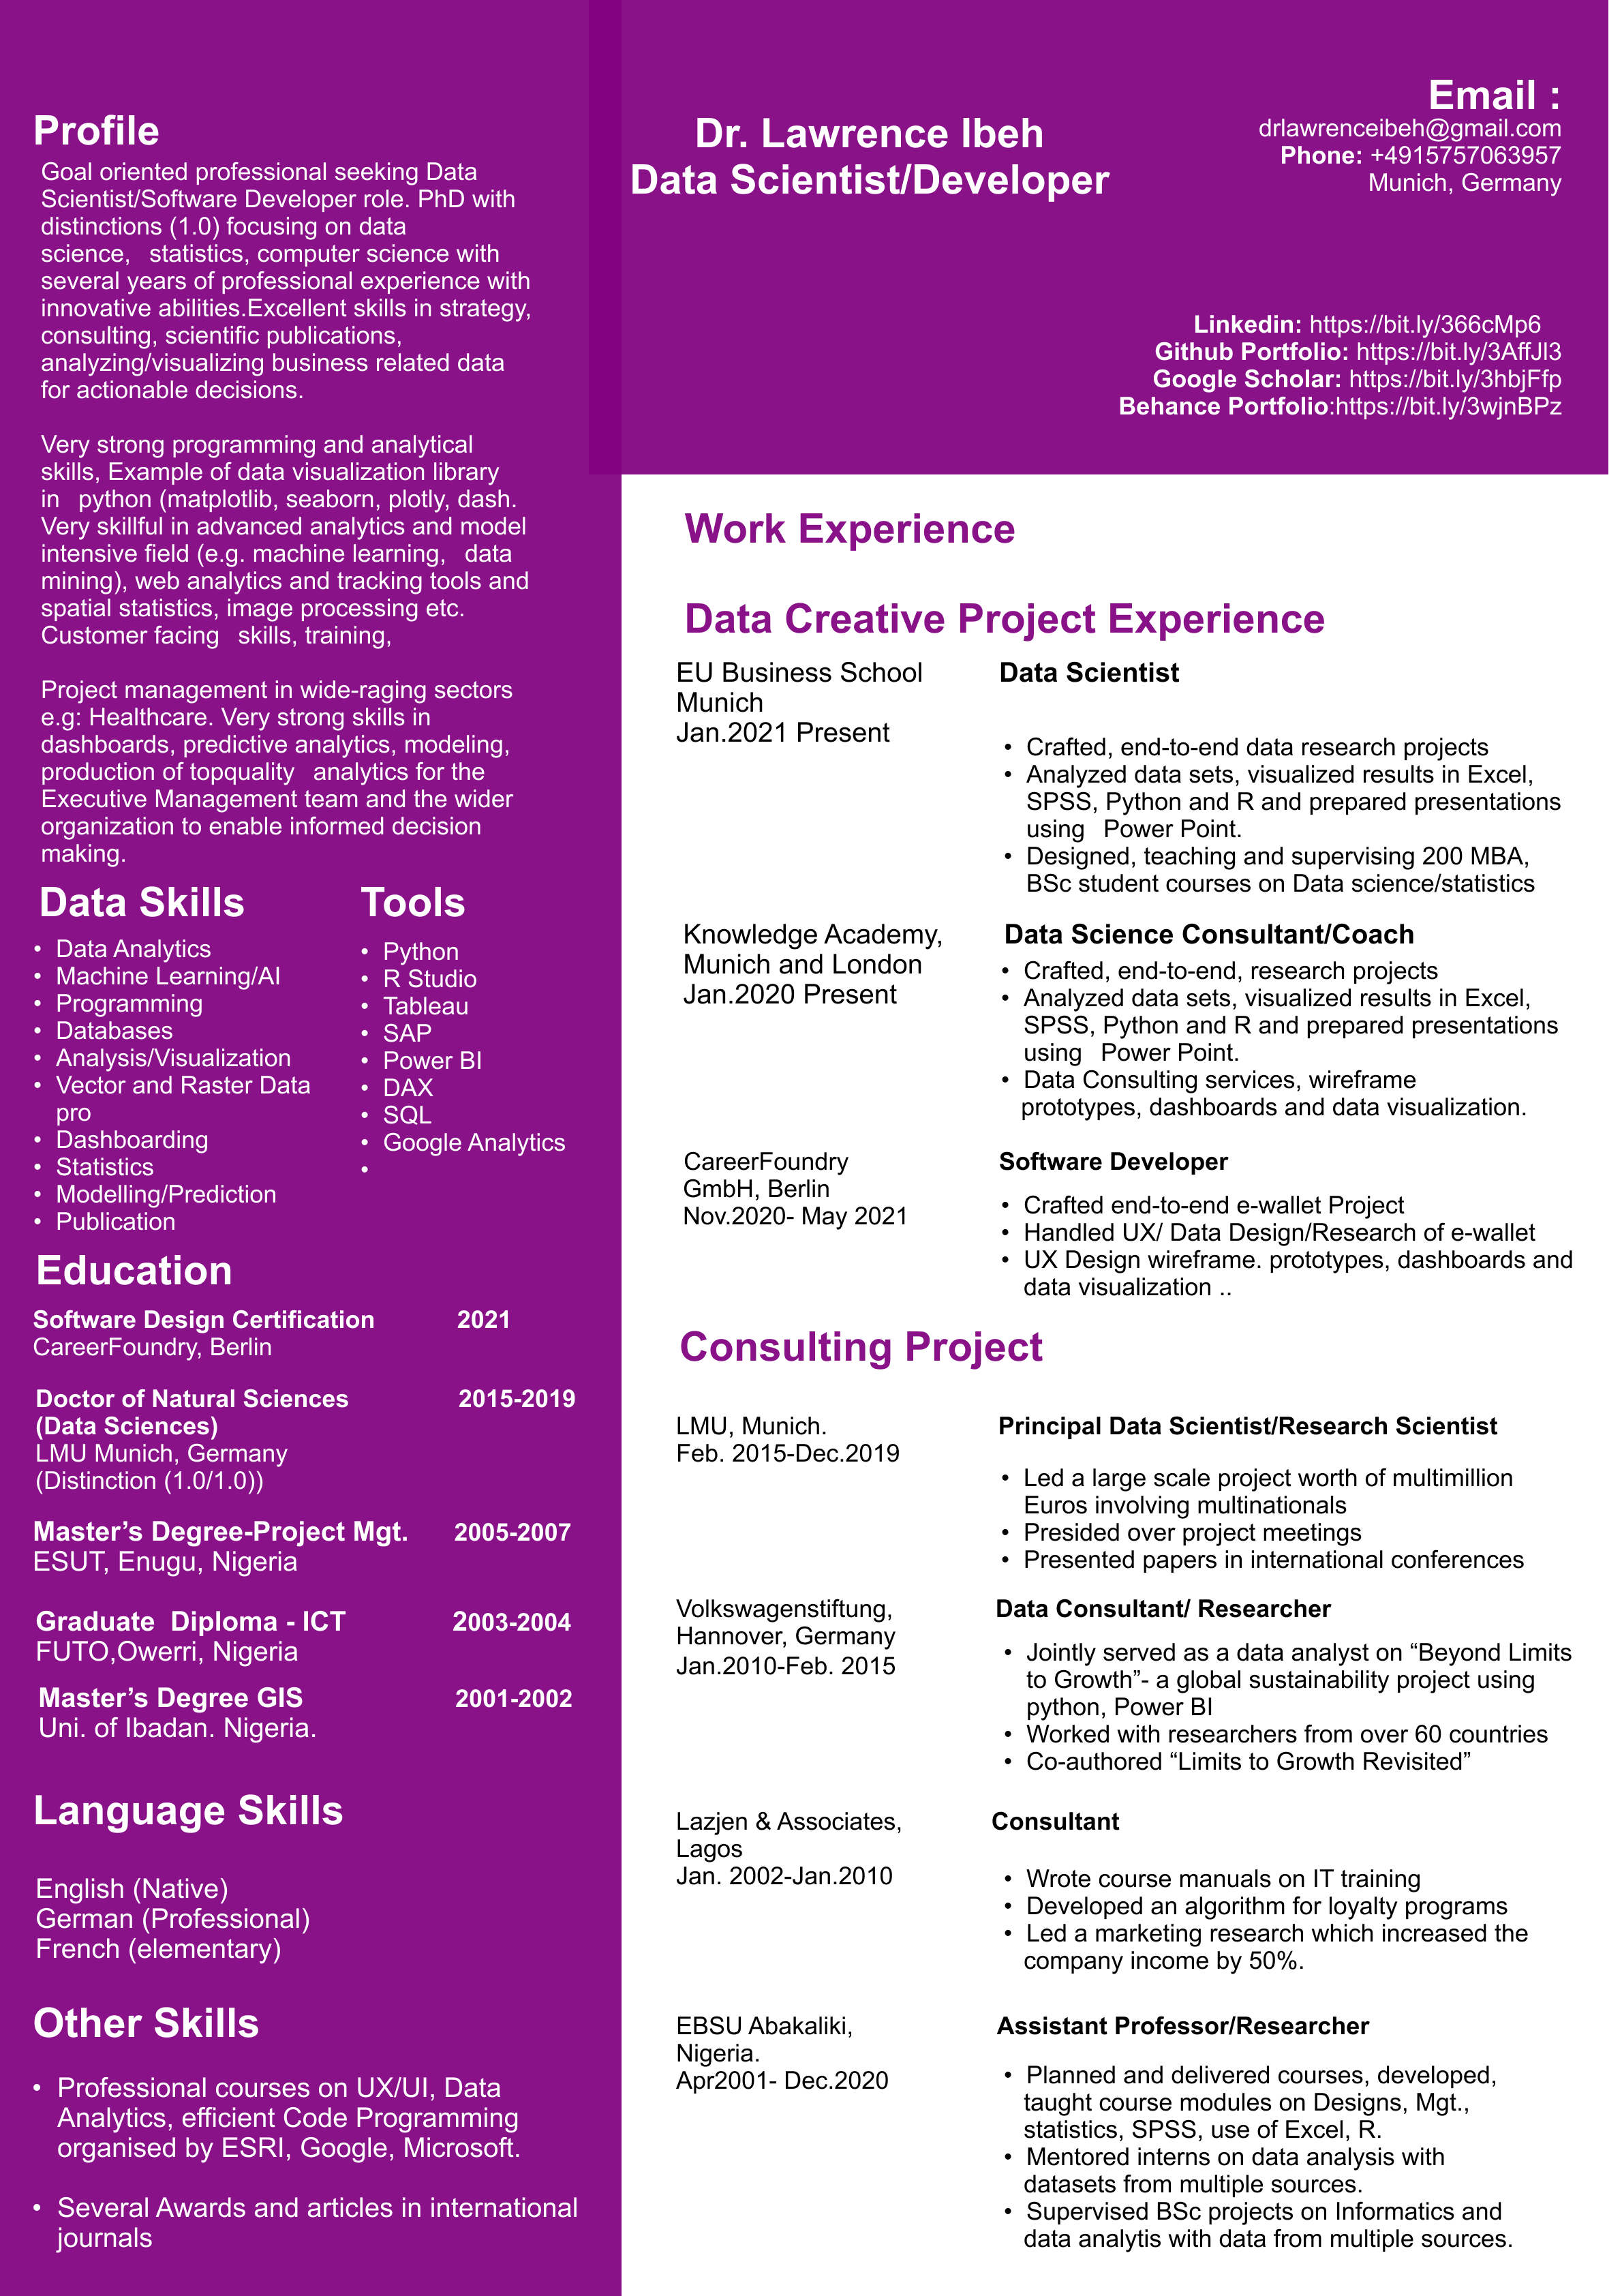 Profile
Goal oriented professional seeking Data
Scientist/Software Developer role. PhD with
distinctions (1.0) focusing on data
science, statistics, computer science with
several years of professional experience with
innovative abilities.Excellent skills in strategy,
consulting, scientific publications,
analyzing/visualizing business related data
for actionable decisions.
Very strong programming and analytical
skills, Example of data visualization library
in python (matplotlib, seaborn, plotly, dash.
Very skillful in advanced analytics and model
intensive field (e.g. machine learning, data
mining), web analytics and tracking tools and
spatial statistics, image processing etc.
Customer facing skills, training,
Project management in wide-raging sectors
e.g: Healthcare. Very strong skills in
dashboards, predictive analytics, modeling,
production of topquality analytics for the
Executive Management team and the wider
organization to enable informed decision
making.
Data Skills
• Data Analytics
• Machine Learning/AI
• Programming
• Databases
• Analysis/Visualization
• Vector and Raster Data
pro
• Dashboarding
• Statistics
• Modelling/Prediction
• Publication
Tools
• Python
• R Studio
• Tableau
• SAP
• Power BI
• DAX
• SQL
• Google Analytics
•
Education
Software Design Certification 2021
CareerFoundry, Berlin
Doctor of Natural Sciences 2015-2019
(Data Sciences)
LMU Munich, Germany
(Distinction (1.0/1.0))
Master’s Degree-Project Mgt. 2005-2007
ESUT, Enugu, Nigeria
Graduate Diploma - ICT 2003-2004
FUTO,Owerri, Nigeria
Master’s Degree GIS 2001-2002
Uni. of Ibadan. Nigeria.
Language Skills
English (Native)
German (Professional)
French (elementary)
Other Skills
• Professional courses on UX/UI, Data
Analytics, efficient Code Programming
organised by ESRI, Google, Microsoft.
• Several Awards and articles in international
journals
Dr. Lawrence Ibeh
Data Scientist/Developer
Email :
drlawrenceibeh@gmail.com
Phone: +4915757063957
Munich, Germany
Linkedin: https://bit.ly/366cMp6
Github Portfolio: https://bit.ly/3AffJl3
Google Scholar: https://bit.ly/3hbjFfp
Behance Portfolio:https://bit.ly/3wjnBPz
Work Experience
Data Creative Project Experience
EU Business School
Munich
Jan.2021 Present
Data Scientist
• Crafted, end-to-end data research projects
• Analyzed data sets, visualized results in Excel,
SPSS, Python and R and prepared presentations
using Power Point.
• Designed, teaching and supervising 200 MBA,
BSc student courses on Data science/statistics
Knowledge Academy,
Munich and London
Jan.2020 Present
Data Science Consultant/Coach
• Crafted, end-to-end, research projects
• Analyzed data sets, visualized results in Excel,
SPSS, Python and R and prepared presentations
using Power Point.
• Data Consulting services, wireframe
prototypes, dashboards and data visualization.
CareerFoundry
GmbH, Berlin
Nov.2020- May 2021
Software Developer
• Crafted end-to-end e-wallet Project
• Handled UX/ Data Design/Research of e-wallet
• UX Design wireframe. prototypes, dashboards and
data visualization ..
Consulting Project
LMU, Munich.
Feb. 2015-Dec.2019
Principal Data Scientist/Research Scientist
• Led a large scale project worth of multimillion
Euros involving multinationals
• Presided over project meetings
• Presented papers in international conferences
Volkswagenstiftung,
Hannover, Germany
Jan.2010-Feb. 2015
Data Consultant/ Researcher
• Jointly served as a data analyst on “Beyond Limits
to Growth”- a global sustainability project using
python, Power BI
• Worked with researchers from over 60 countries
• Co-authored “Limits to Growth Revisited”
Lazjen & Associates,
Lagos
Jan. 2002-Jan.2010
Consultant
• Wrote course manuals on IT training
• Developed an algorithm for loyalty programs
• Led a marketing research which increased the
company income by 50%.
EBSU Abakaliki,
Nigeria.
Apr2001- Dec.2020
Assistant Professor/Researcher
• Planned and delivered courses, developed,
taught course modules on Designs, Mgt.,
statistics, SPSS, use of Excel, R.
• Mentored interns on data analysis with
datasets from multiple sources.
• Supervised BSc projects on Informatics and
data analytis with data from multiple sources.